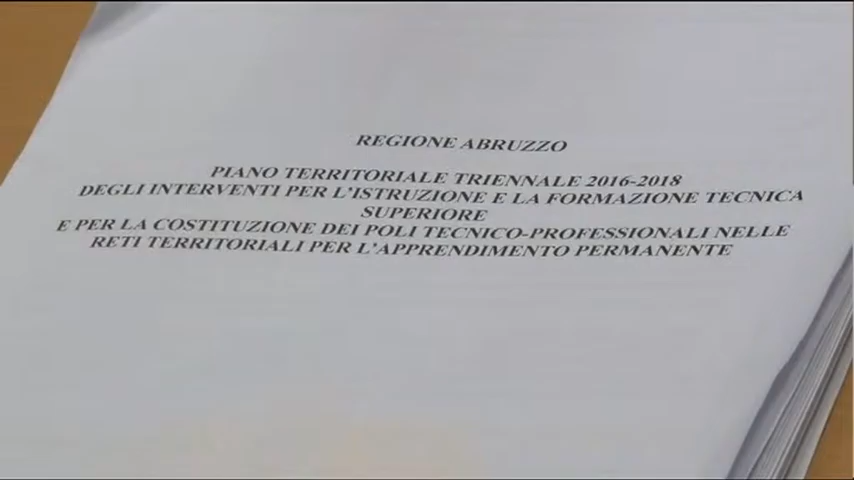 REGIONE ABRUZZO
PIANO TERRITORIALE TRIENNALE 2016-2018
DEGLI INTERVENTI PER L'ISTRUZIONE E LA FORMAZIONE TECNICA
SUPERIORE
E PER LA COSTITUZIONE DEI POLI TECNICO-PROFESSIONALI NELLE
RETI TERRITORIALI PER L'APPRENDIMENTO PERMANENTE